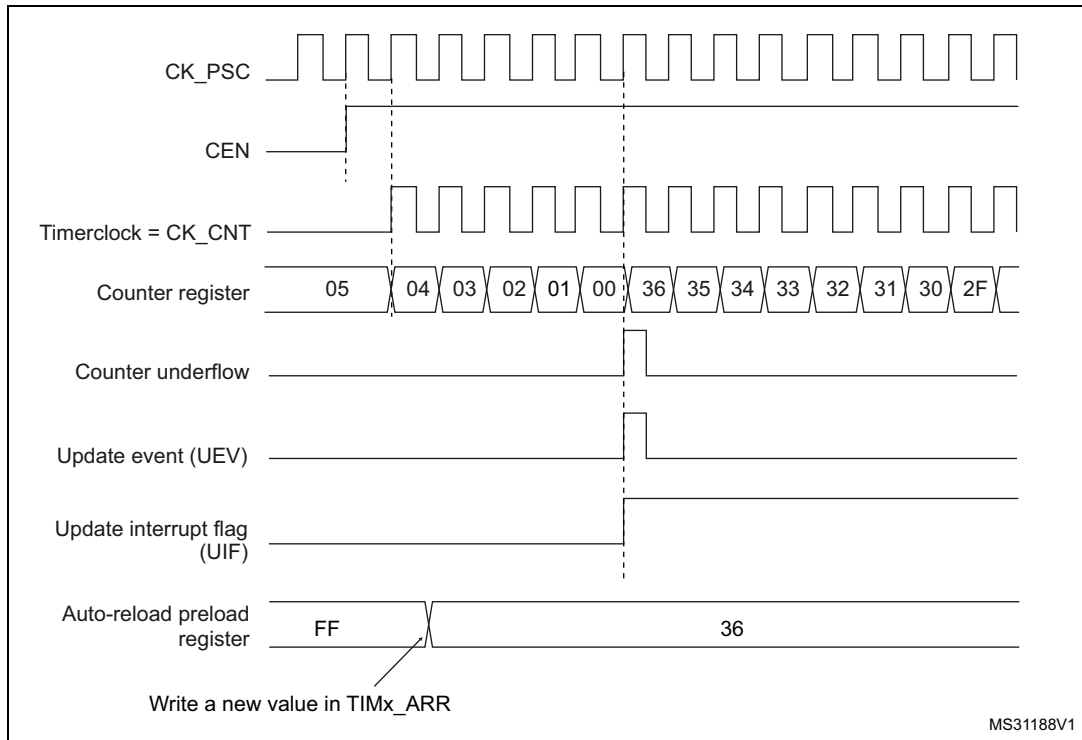 CK_PSC
CEN
Timerclock = CK_CNT
Counter register 05 04 03 02 01 00 36 35 34 33 32 31 30 2F
Counter underflow
Update event (UEV)
Update interrupt flag
(UIF)
Auto-reload preload
register
FF 36
Write a new value in TIMx_ARR
MS31188V1